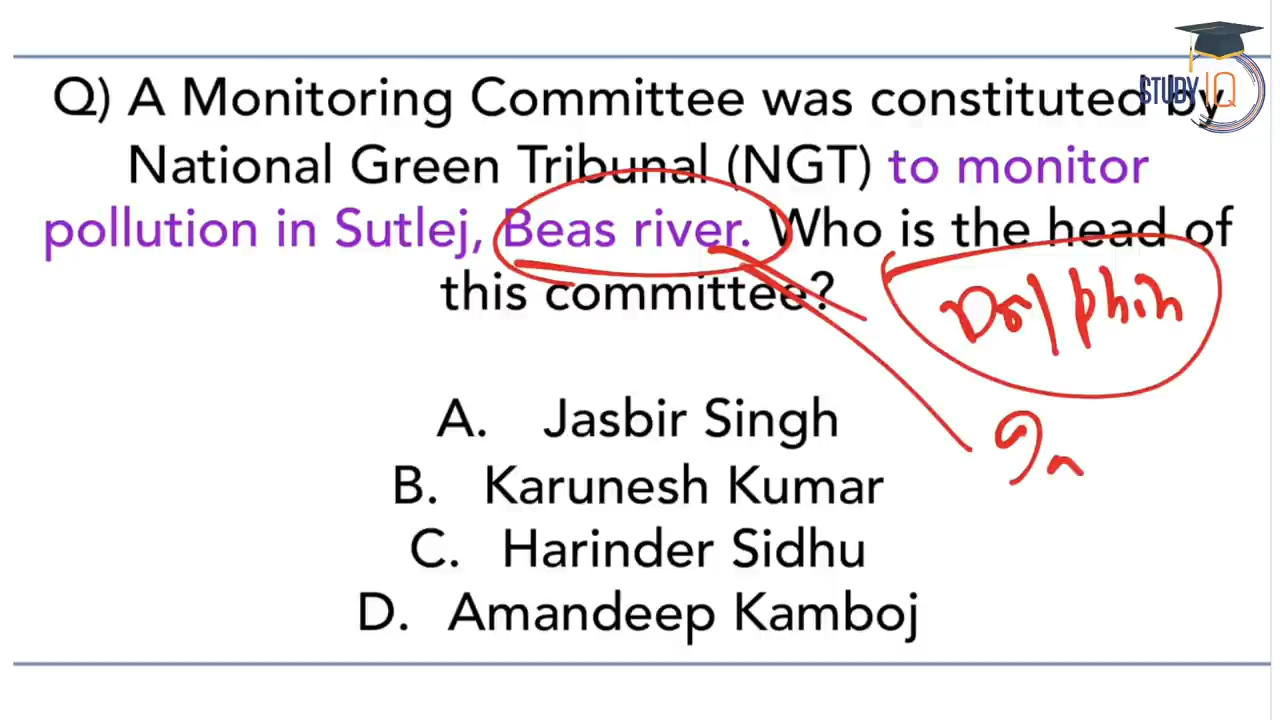 STUDY IQ
Q) A Monitoring Committee was constituted by
National Green Tribunal (NGT) to monitor
pollution in Sutlej, Beas river. Who is the head of
this committee?
Dolphin
A. Jasbir Singh
B. Karunesh Kumar
C. Harinder Sidhu
D. Amandeep Kamboj